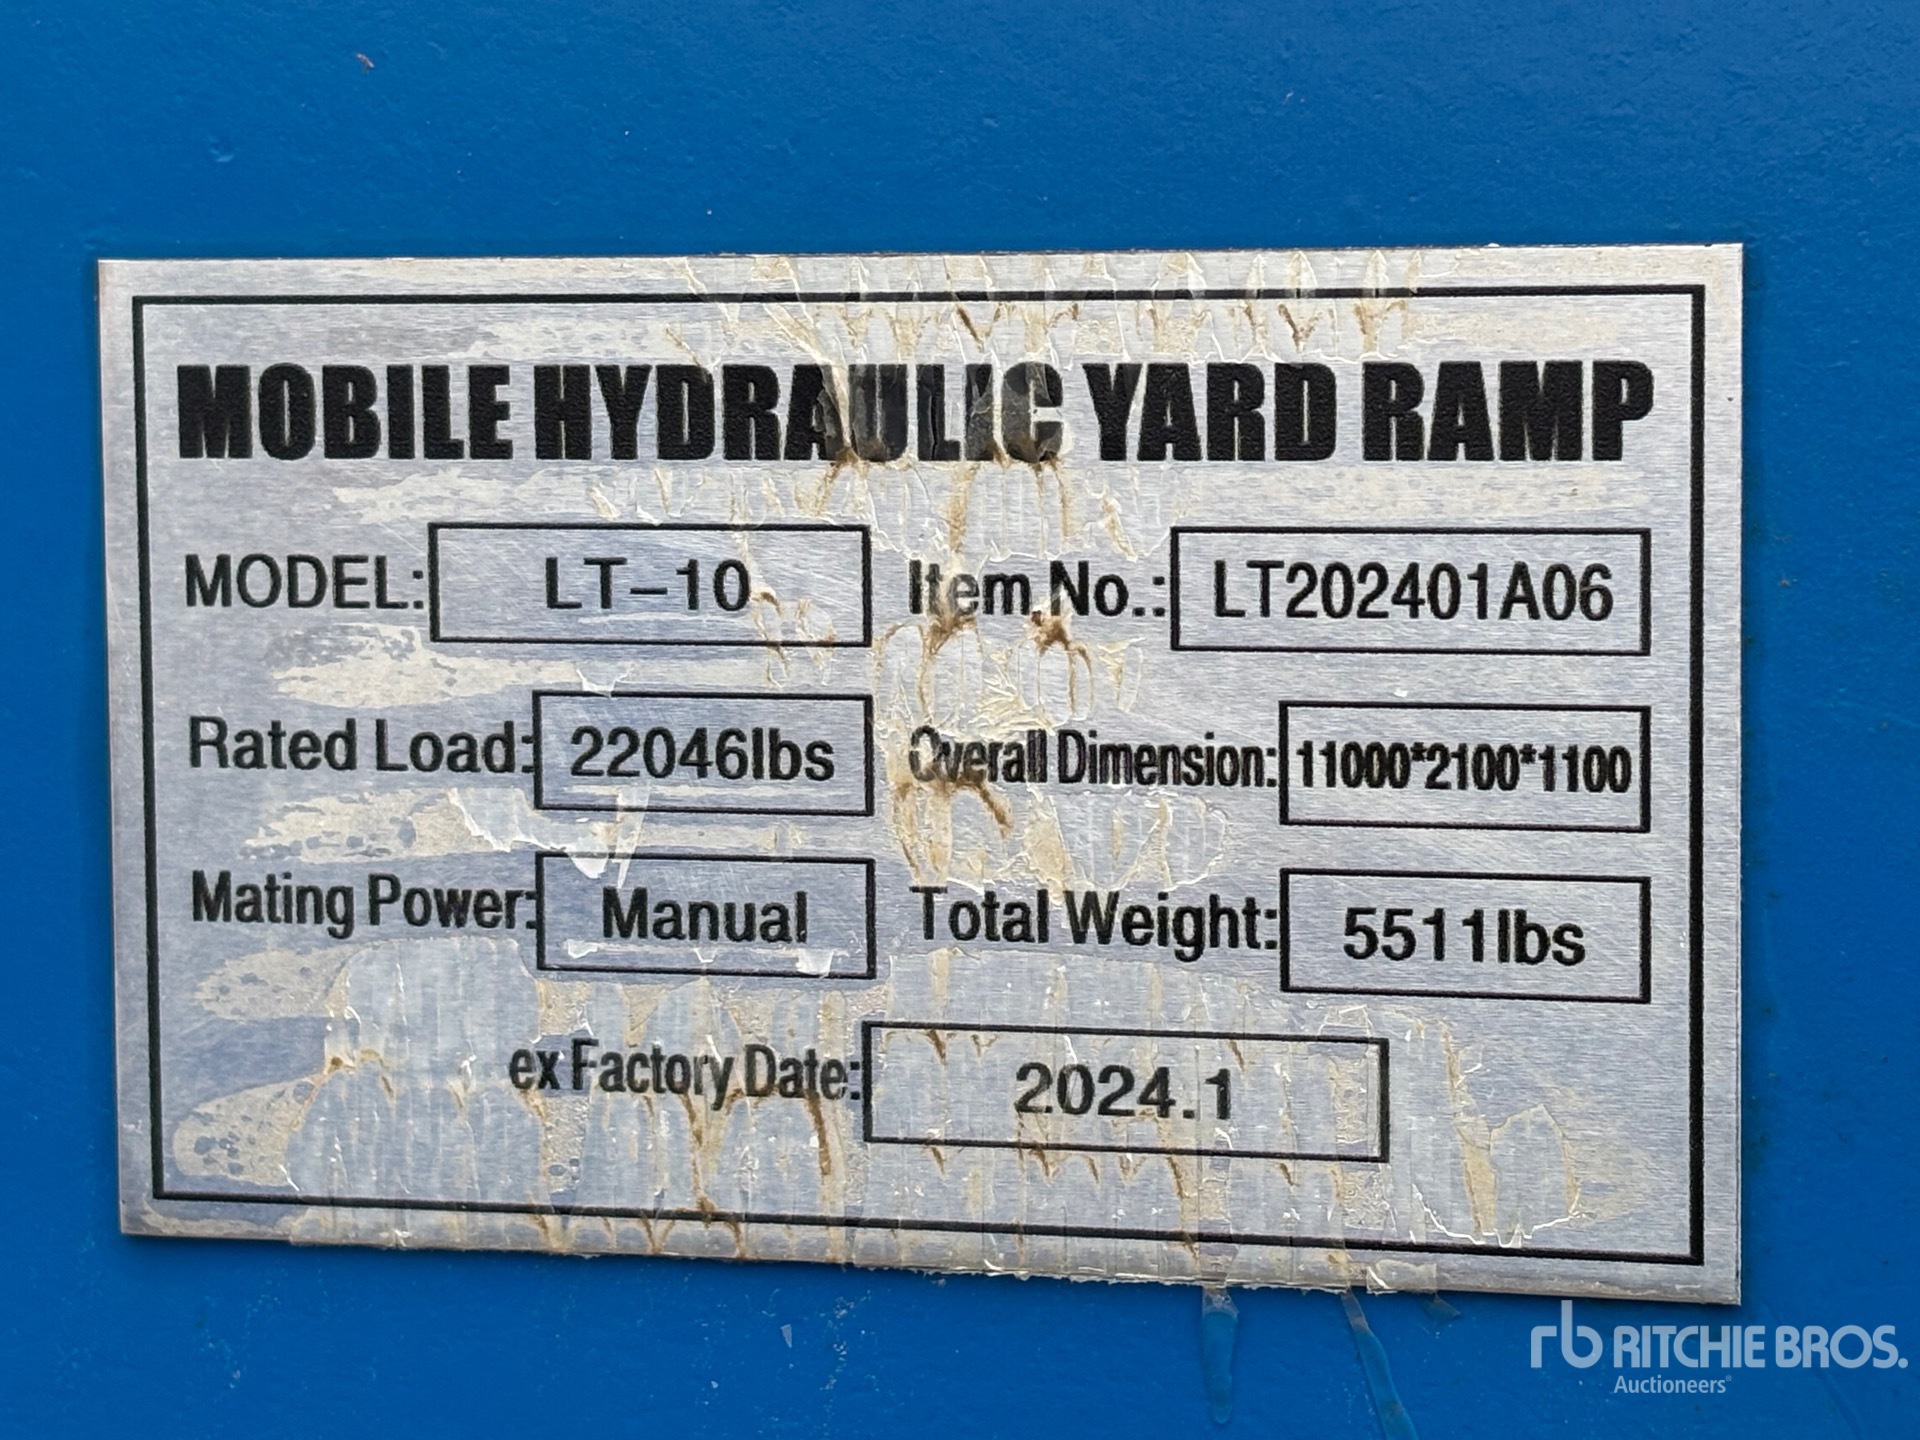 MOBILE HYDRAULIC YARD RAMP
MODEL: LT-10 Item No.: LT202401A06
Rated Load: 22046lbs Overall Dimension: 11000*2100*1100
Mating Power: Manual Total Weight: 5511lbs
ex Factory Date: 2024.1
rb RITCHIE BROS.
Auctioneers®